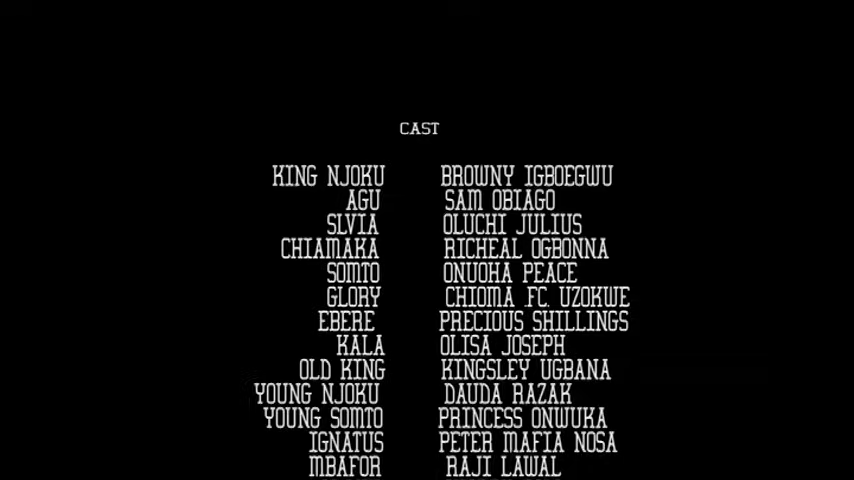 CAST
KING NJOKU BROWNY IGBOEGWU
AGU SAM OBIAGO
SLVIA OLUCHI JULIUS
CHIAMAKA RICHEAL OGBONNA
SOMTO ONUOHA PEACE
GLORY CHIOMA .FC. UZOKWE
EBERE PRECIOUS SHILLINGS
KALA OLISA JOSEPH
OLD KING KINGSLEY UGBANA
YOUNG NJOKU DAUDA RAZAK
YOUNG SOMTO PRINCESS ONWUKA
IGNATUS PETER MAFIA NOSA
MBAFOR RAJI LAWAL